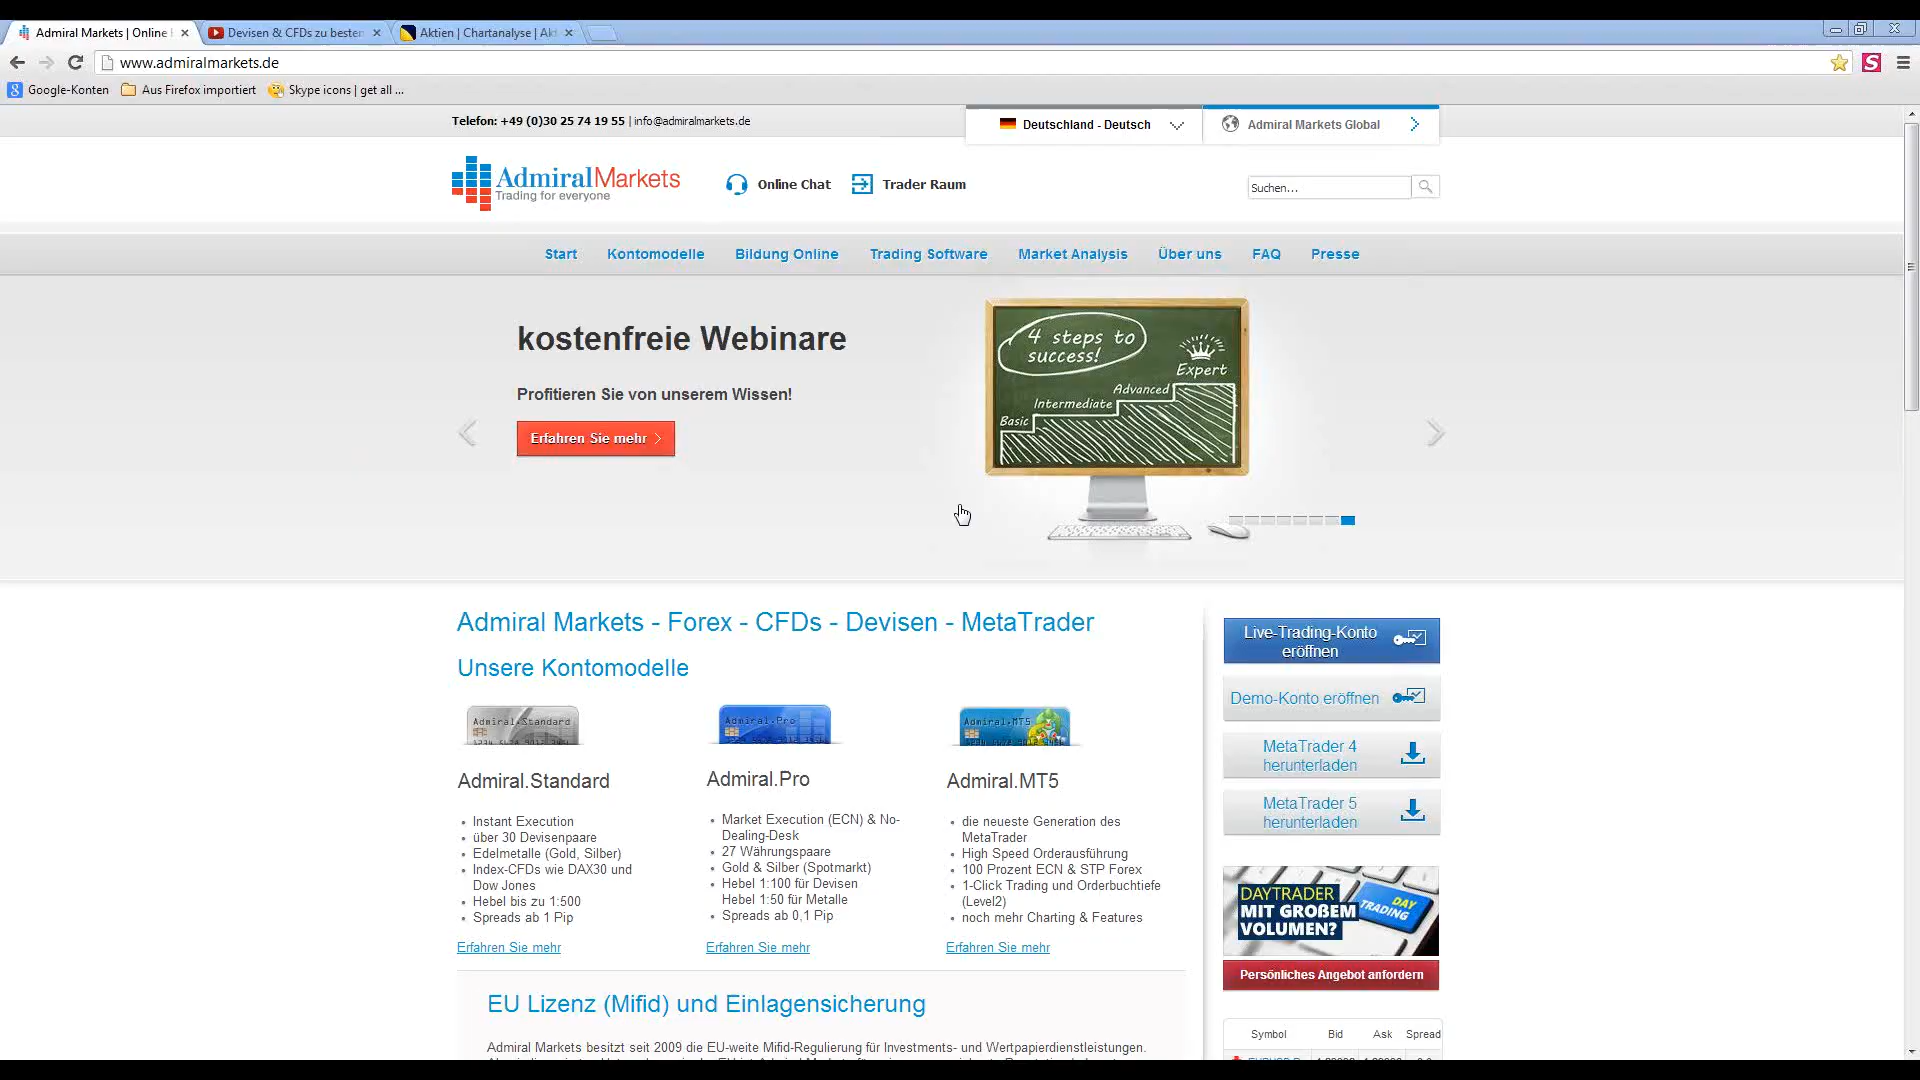 Admiral Markets | Online
Devisen & CFDs zu besten
Aktien | Chartanalyse | Akt
www.admiralmarkets.de
Google-Konten
Aus Firefox importiert
Skype icons | get all ...
Telefon: +49 (0)30 25 74 19 55 | info@admiralmarkets.de
Deutschland - Deutsch
Admiral Markets Global
AdmiralMarkets
Trading for everyone
Online Chat
Trader Raum
Suchen...
Start
Kontomodelle
Bildung Online
Trading Software
Market Analysis
Über uns
FAQ
Presse
kostenfreie Webinare
Profitieren Sie von unserem Wissen!
Erfahren Sie mehr
4 steps to
success!
Expert
Advanced
Intermediate
Basic
Admiral Markets - Forex - CFDs - Devisen - MetaTrader
Unsere Kontomodelle
Admiral.Standard
Admiral.Standard
Instant Execution
über 30 Devisenpaare
Edelmetalle (Gold, Silber)
Index-CFDs wie DAX30 und
Dow Jones
Hebel bis zu 1:500
Spreads ab 1 Pip
Erfahren Sie mehr
Admiral.Pro
Admiral.Pro
Market Execution (ECN) & No-
Dealing-Desk
27 Währungspaare
Gold & Silber (Spotmarkt)
Hebel 1:100 für Devisen
Hebel 1:50 für Metalle
Spreads ab 0,1 Pip
Erfahren Sie mehr
Admiral.MT5
Admiral.MT5
die neueste Generation des
MetaTrader
High Speed Orderausführung
100 Prozent ECN & STP Forex
1-Click Trading und Orderbuchtiefe
(Level2)
noch mehr Charting & Features
Erfahren Sie mehr
EU Lizenz (Mifid) und Einlagensicherung
Admiral Markets besitzt seit 2009 die EU-weite Mifid-Regulierung für Investments- und Wertpapierdienstleistungen.
Live-Trading-Konto
eröffnen
Demo-Konto eröffnen
MetaTrader 4
herunterladen
MetaTrader 5
herunterladen
DAYTRADER
MIT GROßEM
VOLUMEN?
DAY
TRADING
Persönliches Angebot anfordern
Symbol Bid Ask Spread